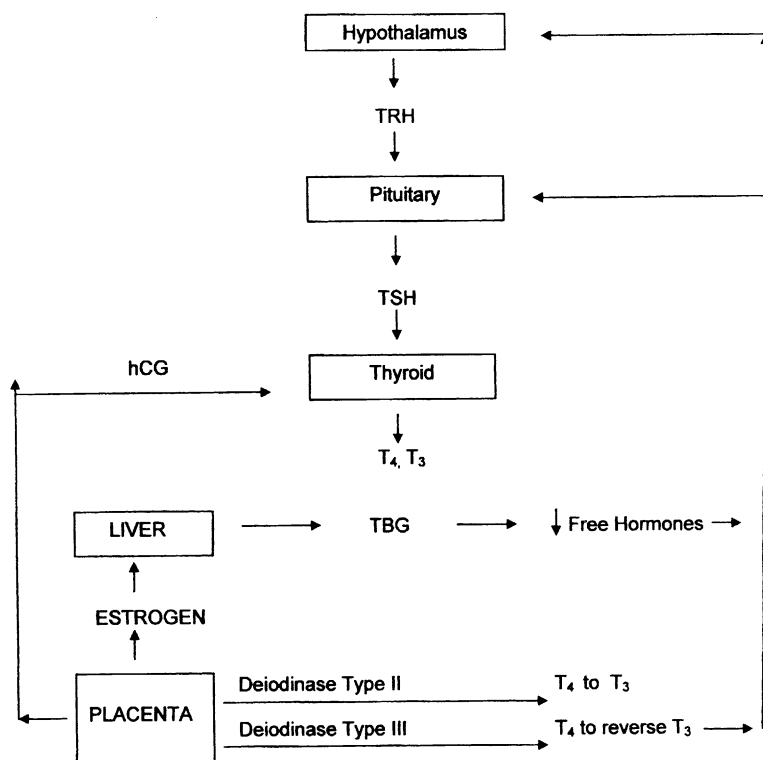 Hypothalamus
TRH
Pituitary
TSH
hCG
Thyroid
T₄, T₃
LIVER
TBG
↓ Free Hormones
ESTROGEN
PLACENTA
Deiodinase Type II
T₄ to T₃
Deiodinase Type III
T₄ to reverse T₃